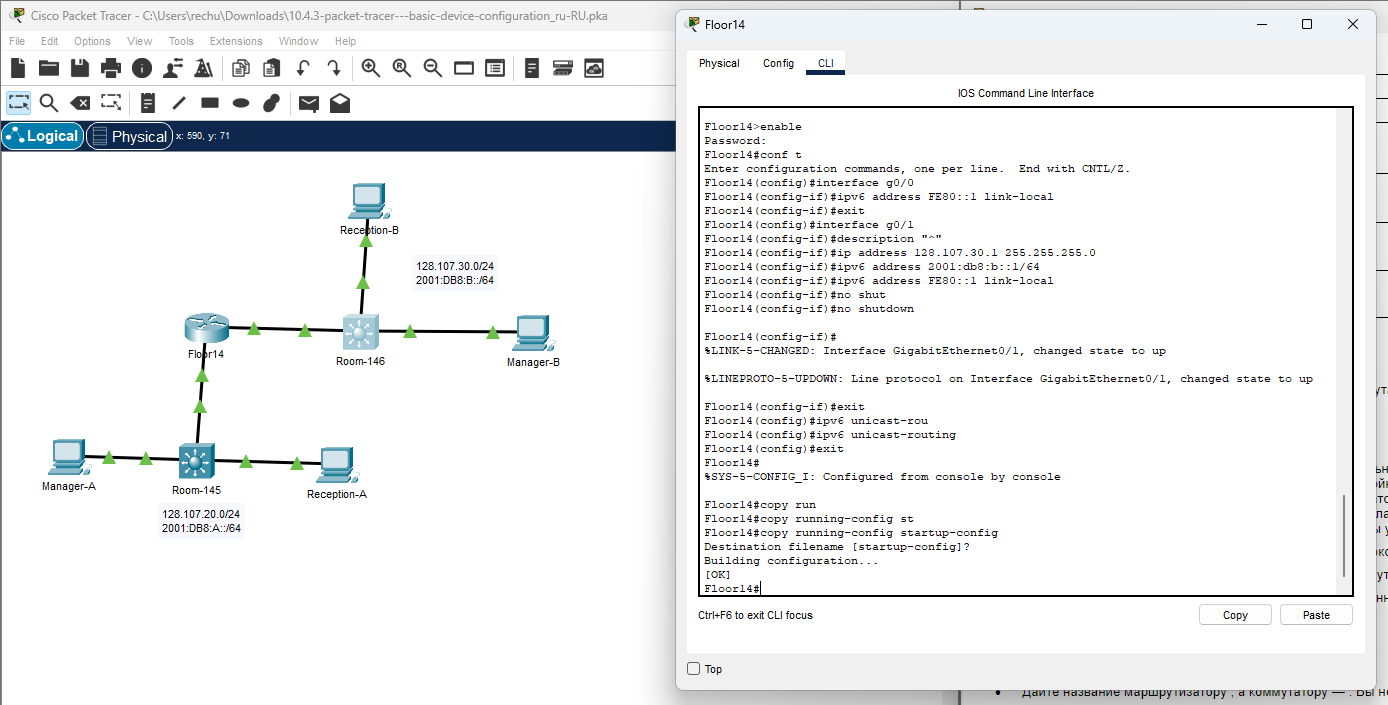 Cisco Packet Tracer - C:\Users\rechu\Downloads\10.4.3-packet-tracer---basic-device-configuration_ru-RU.pka
File Edit Options View Tools Extensions Window Help
Logical Physical x: 590, y: 71
Reception-B
128.107.30.0/24
2001:DB8:B::/64
Floor14
Room-146
Manager-B
Manager-A
Room-145
Reception-A
128.107.20.0/24
2001:DB8:A::/64
Floor14
Physical Config CLI
IOS Command Line Interface
Floor14>enable
Password:
Floor14#conf t
Enter configuration commands, one per line.  End with CNTL/Z.
Floor14(config)#interface g0/0
Floor14(config-if)#ipv6 address FE80::1 link-local
Floor14(config-if)#exit
Floor14(config)#interface g0/1
Floor14(config-if)#description "^"
Floor14(config-if)#ip address 128.107.30.1 255.255.255.0
Floor14(config-if)#ipv6 address 2001:db8:b::1/64
Floor14(config-if)#ipv6 address FE80::1 link-local
Floor14(config-if)#no shut
Floor14(config-if)#no shutdown
Floor14(config-if)#
%LINK-5-CHANGED: Interface GigabitEthernet0/1, changed state to up
%LINEPROTO-5-UPDOWN: Line protocol on Interface GigabitEthernet0/1, changed state to up
Floor14(config-if)#exit
Floor14(config)#ipv6 unicast-rou
Floor14(config)#ipv6 unicast-routing
Floor14(config)#exit
Floor14#
%SYS-5-CONFIG_I: Configured from console by console
Floor14#copy run
Floor14#copy running-config st
Floor14#copy running-config startup-config
Destination filename [startup-config]?
Building configuration...
[OK]
Floor14#
Ctrl+F6 to exit CLI focus
Copy Paste
Top
Дайте название маршрутизатору , а коммутатору — . Вы не